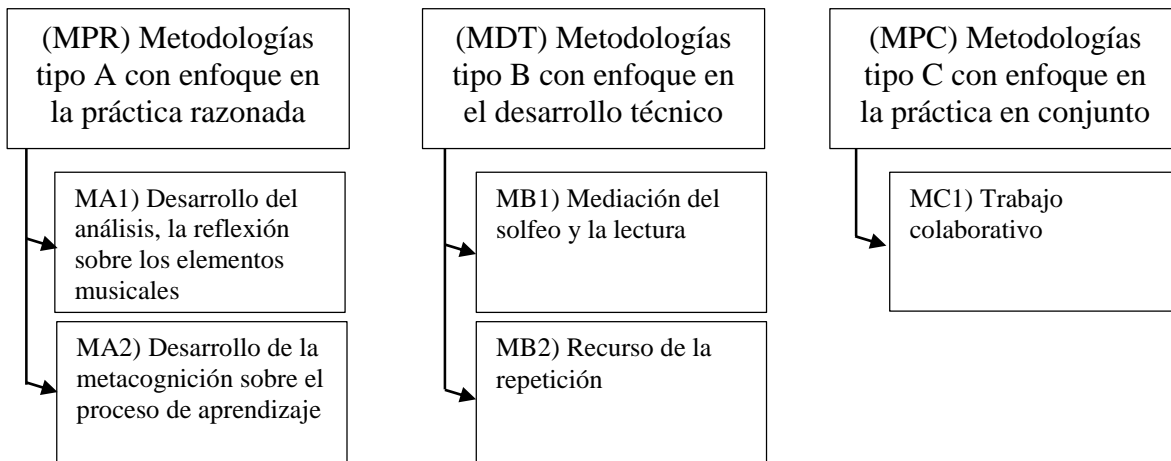 (MPR) Metodologías
tipo A con enfoque en
la práctica razonada
MA1) Desarrollo del
análisis, la reflexión
sobre los elementos
musicales
MA2) Desarrollo de la
metacognición sobre el
proceso de aprendizaje
(MDT) Metodologías
tipo B con enfoque en
el desarrollo técnico
MB1) Mediación del
solfeo y la lectura
MB2) Recurso de la
repetición
(MPC) Metodologías
tipo C con enfoque en
la práctica en conjunto
MC1) Trabajo
colaborativo